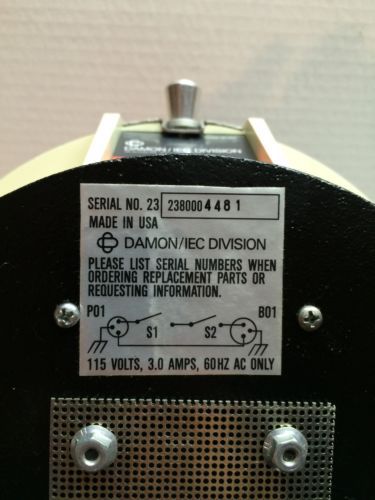 DAMON/IEC DIVISION
SERIAL NO. 23 2380004481
MADE IN USA
DAMON/IEC DIVISION
PLEASE LIST SERIAL NUMBERS WHEN
ORDERING REPLACEMENT PARTS OR
REQUESTING INFORMATION.
P01 B01
S1 S2
115 VOLTS, 3.0 AMPS, 60HZ AC ONLY